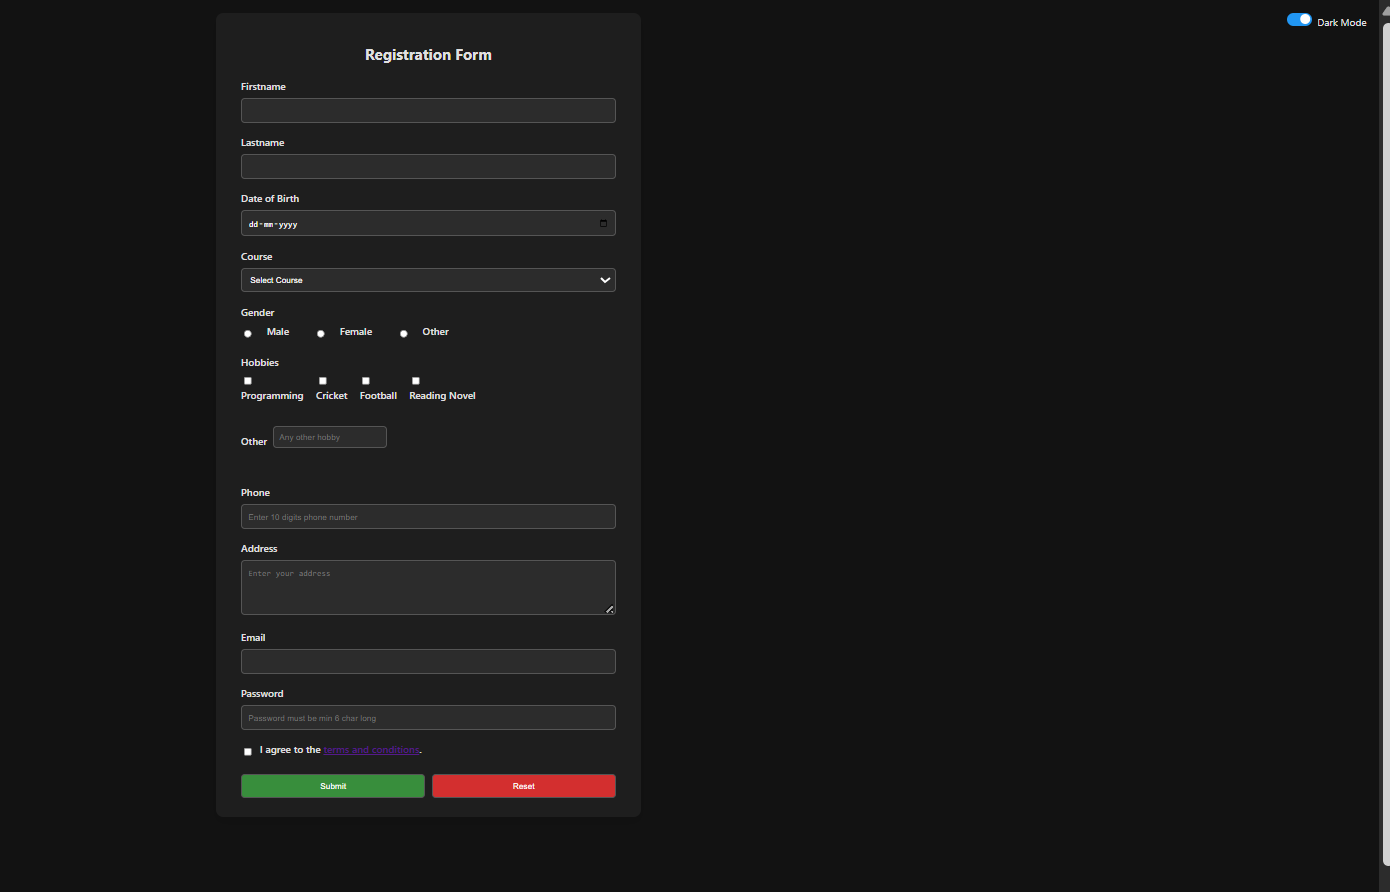 Dark Mode
Registration Form
Firstname
Lastname
Date of Birth
dd-mm-yyyy
Course
Select Course
Gender
Male Female Other
Hobbies
Programming Cricket Football Reading Novel
Other Any other hobby
Phone
Enter 10 digits phone number
Address
Enter your address
Email
Password
Password must be min 6 char long
I agree to the terms and conditions.
Submit Reset